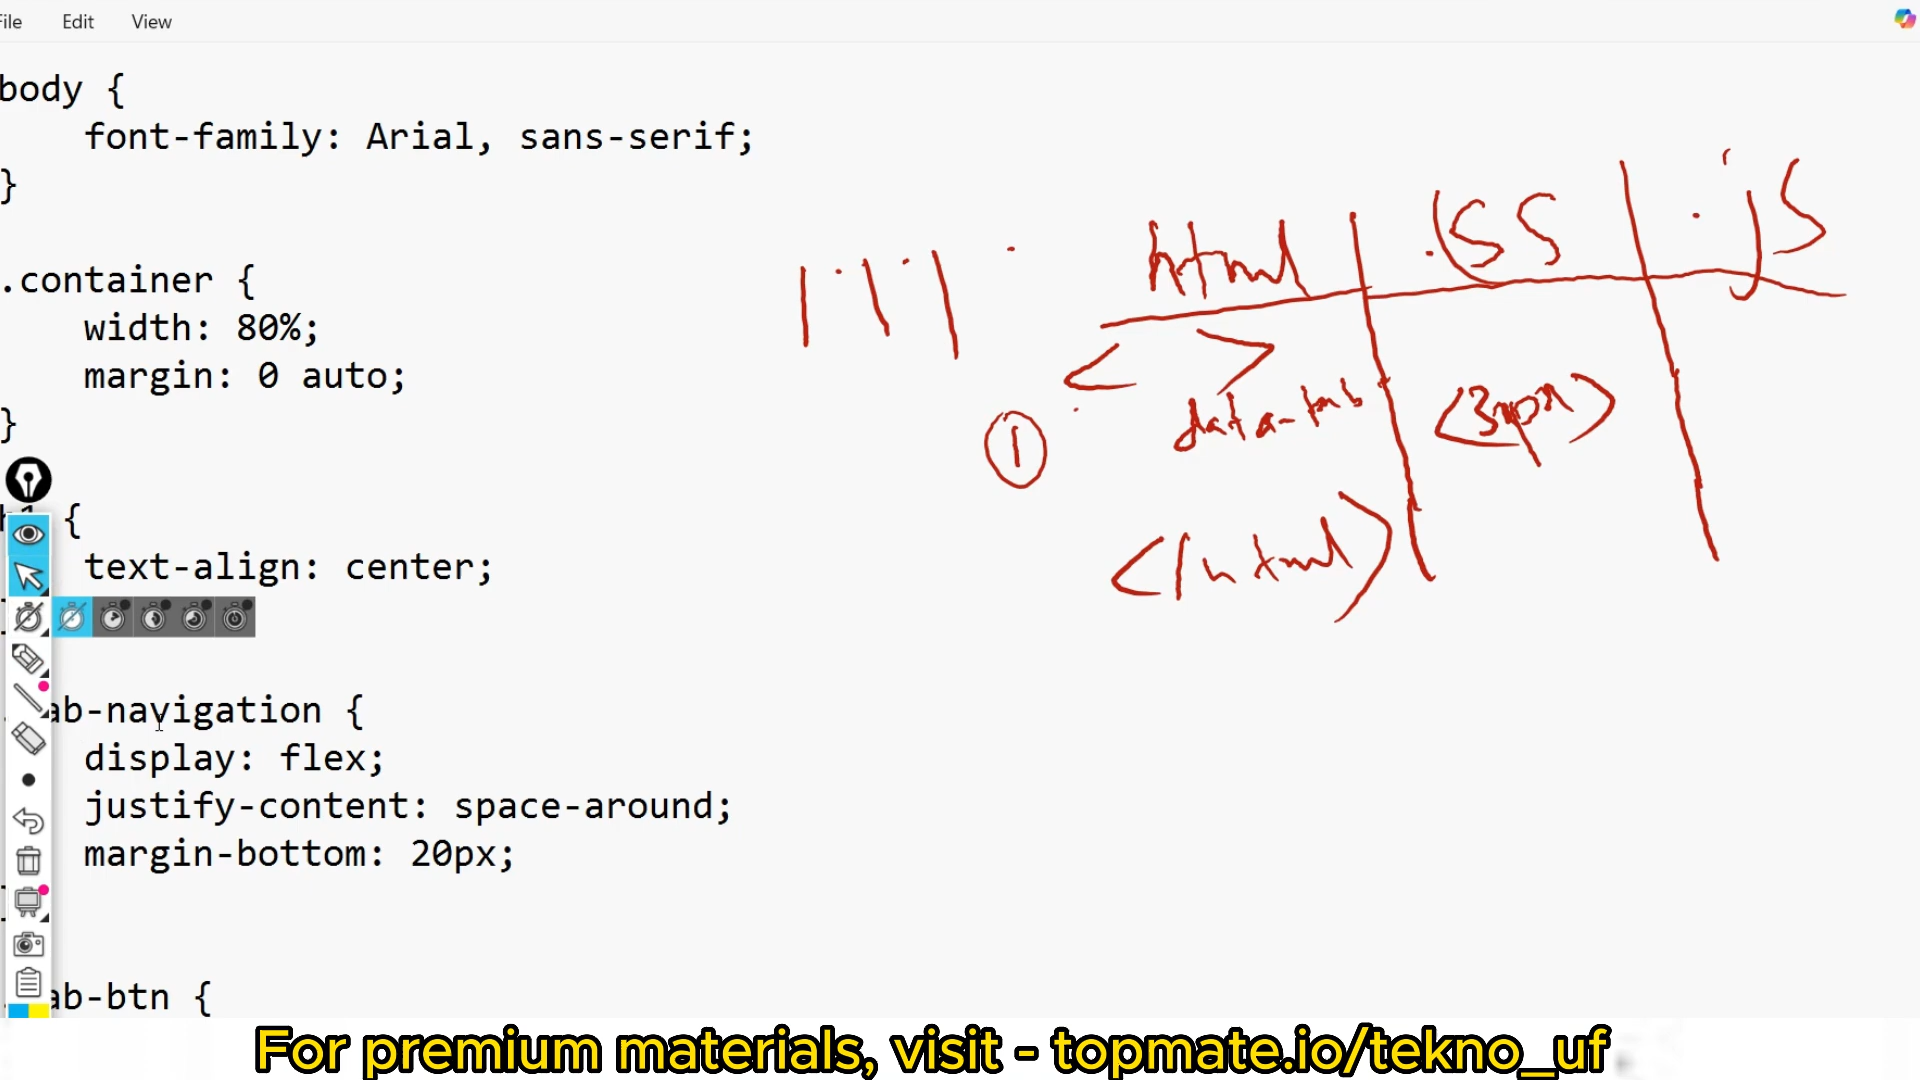 File Edit View
body {
font-family: Arial, sans-serif;
}
.container {
width: 80%;
margin: 0 auto;
}
{
text-align: center;
ab-navigation {
display: flex;
justify-content: space-around;
margin-bottom: 20px;
ab-btn {
html .css .js
< >
1 data-
<html>
For premium materials, visit - topmate.io/tekno_uf